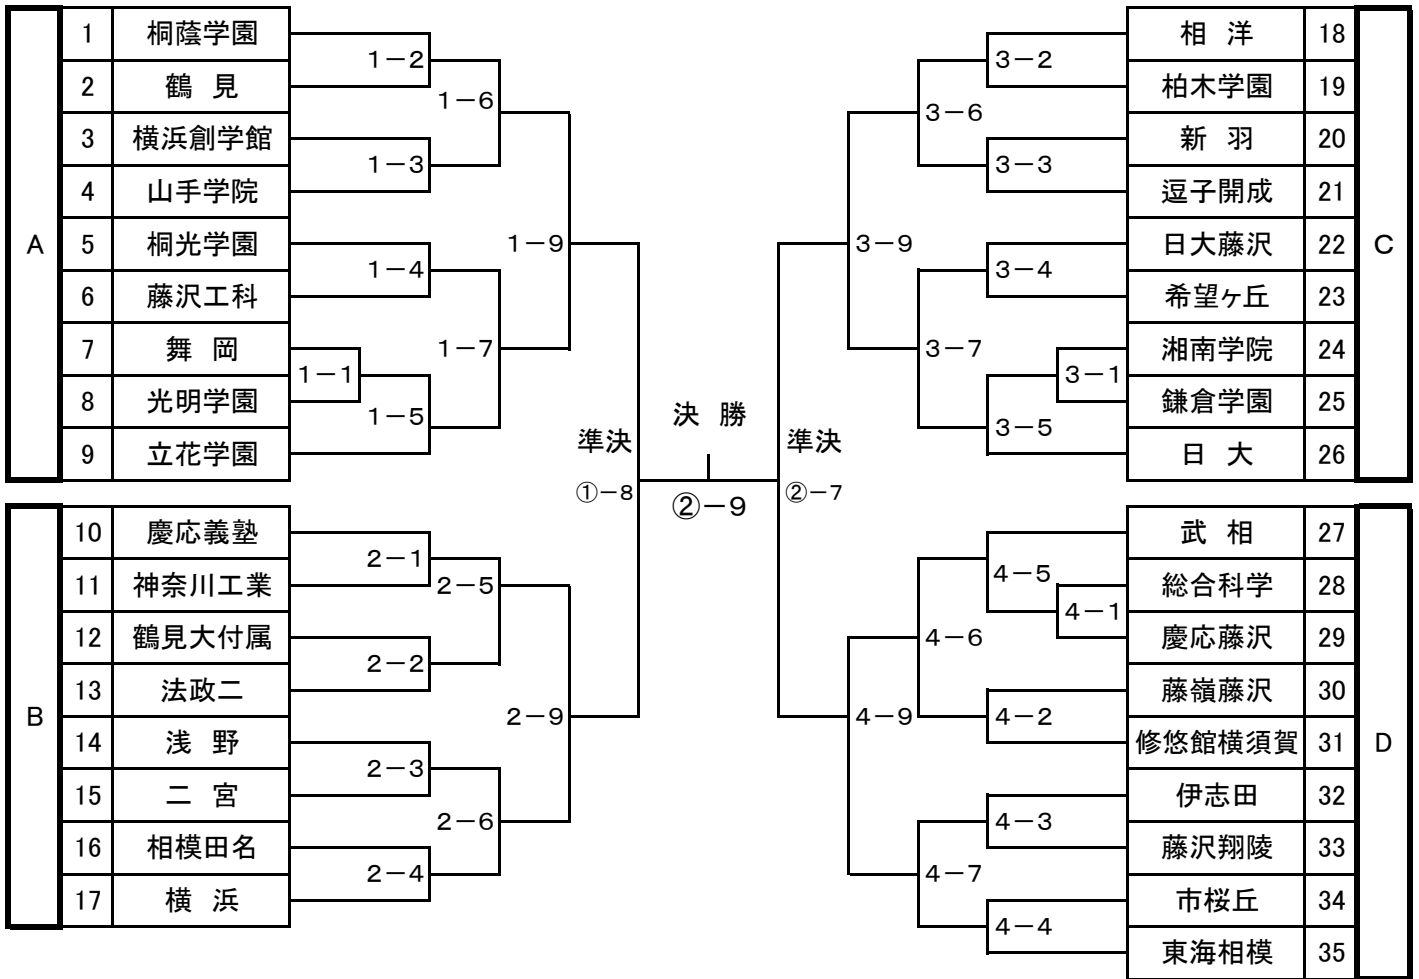 A
1 桐蔭学園
2 鶴 見
3 横浜創学館
4 山手学院
5 桐光学園
6 藤沢工科
7 舞 岡
8 光明学園
9 立花学園
1－2
1－6
1－3
1－9
1－4
1－7
1－1
1－5
B
10 慶応義塾
11 神奈川工業
12 鶴見大付属
13 法政二
14 浅 野
15 二 宮
16 相模田名
17 横 浜
2－1
2－5
2－2
2－9
2－3
2－6
2－4
準決
①－8
決 勝
②－9
準決
②－7
相 洋 18
柏木学園 19
新 羽 20
逗子開成 21
日大藤沢 22
希望ヶ丘 23
湘南学院 24
鎌倉学園 25
日 大 26
C
3－2
3－6
3－3
3－9
3－4
3－7
3－1
3－5
武 相 27
総合科学 28
慶応藤沢 29
藤嶺藤沢 30
修悠館横須賀 31
伊志田 32
藤沢翔陵 33
市桜丘 34
東海相模 35
D
4－5
4－1
4－6
4－2
4－9
4－3
4－7
4－4